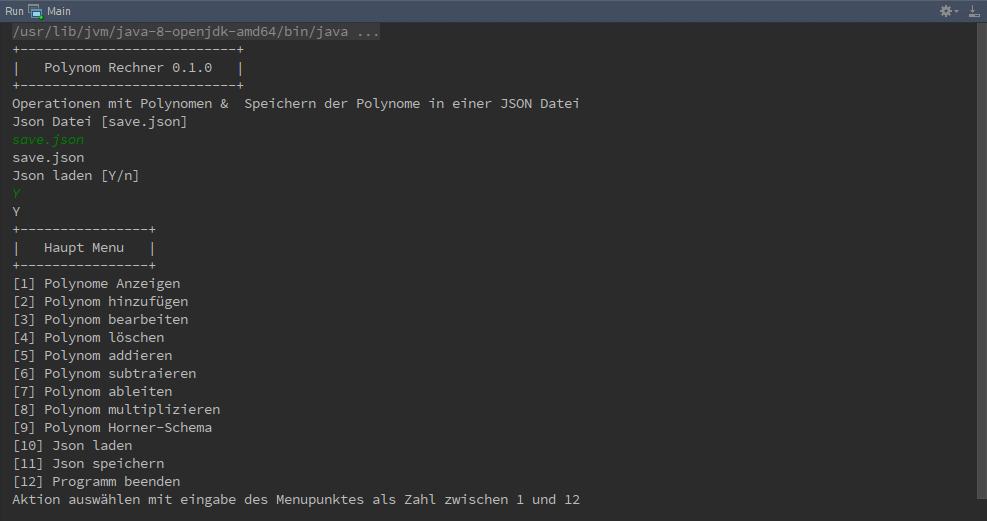 Run Main
/usr/lib/jvm/java-8-openjdk-amd64/bin/java ...
+---------------------------+
|   Polynom Rechner 0.1.0   |
+---------------------------+
Operationen mit Polynomen &  Speichern der Polynome in einer JSON Datei
Json Datei [save.json]
save.json
save.json
Json laden [Y/n]
Y
Y
+----------------+
|   Haupt Menu   |
+----------------+
[1] Polynome Anzeigen
[2] Polynom hinzufügen
[3] Polynom bearbeiten
[4] Polynom löschen
[5] Polynom addieren
[6] Polynom subtraieren
[7] Polynom ableiten
[8] Polynom multiplizieren
[9] Polynom Horner-Schema
[10] Json laden
[11] Json speichern
[12] Programm beenden
Aktion auswählen mit eingabe des Menupunktes als Zahl zwischen 1 und 12